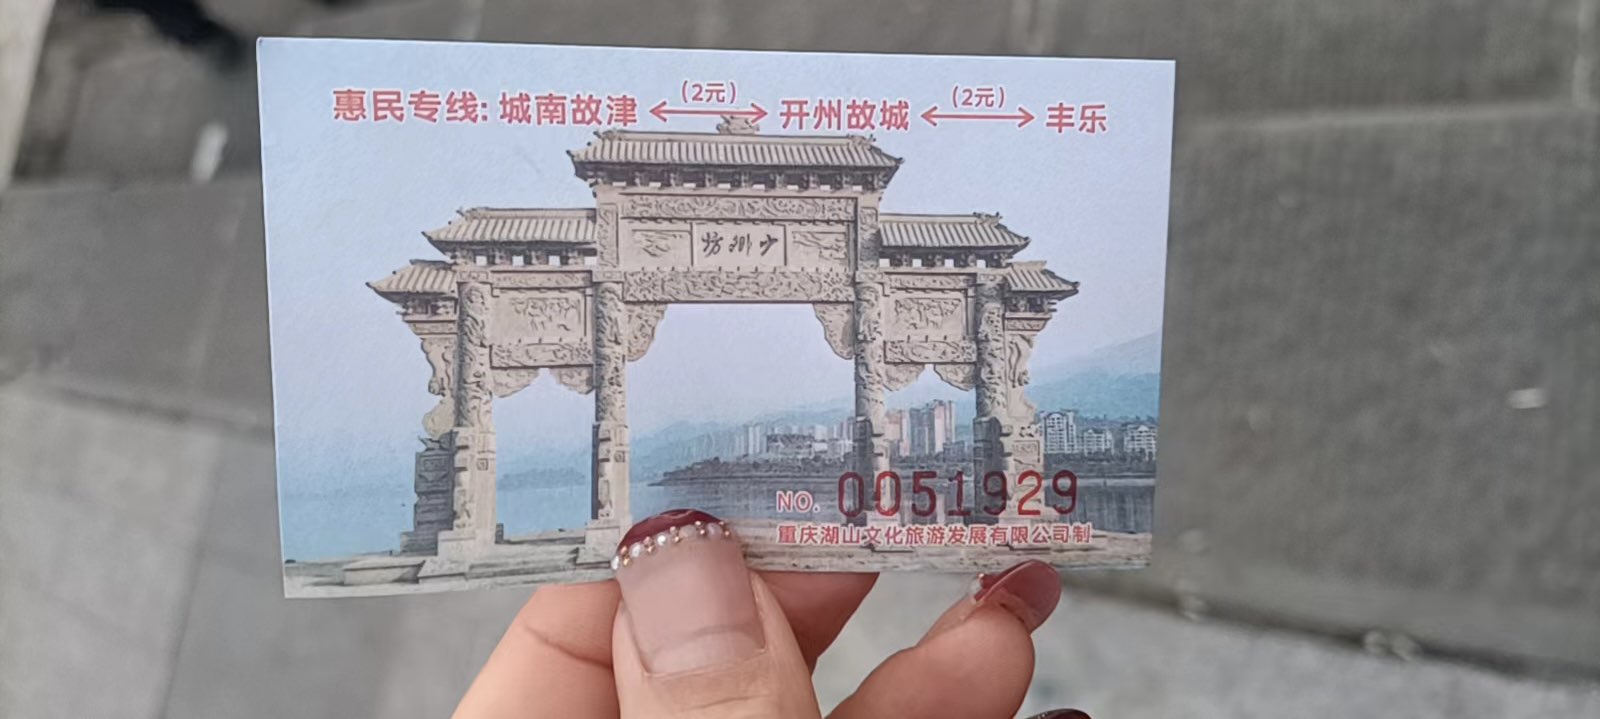 惠民专线: 城南故津 (2元) 开州故城 (2元) 丰乐
坊州
NO. 0051929
重庆湖山文化旅游发展有限公司制